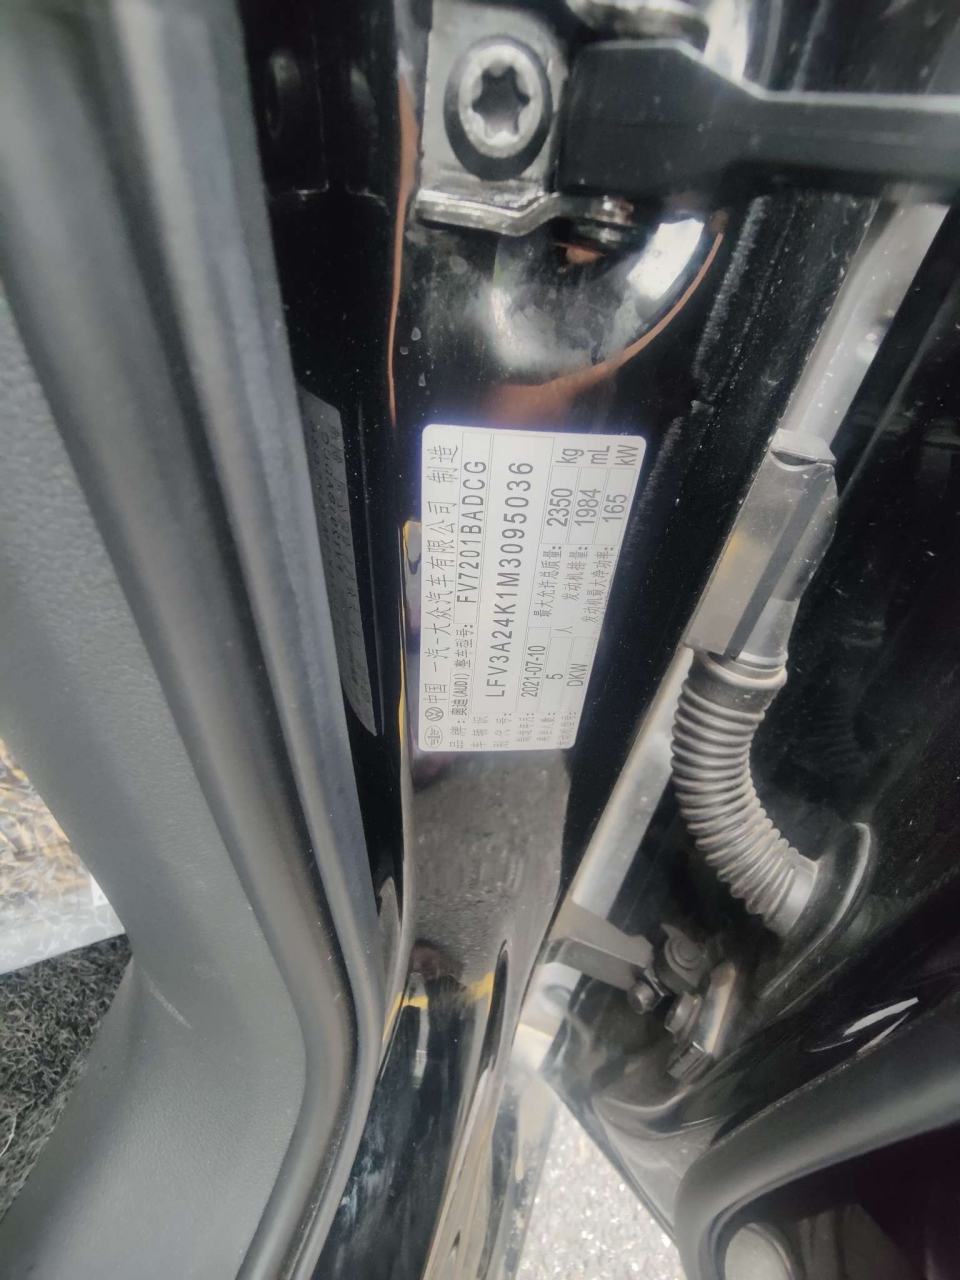 中国 一汽-大众汽车有限公司 制造
品牌：奥迪(AUDI) 整车型号：FV7201BADCG
车辆识别代号：LFV3A24K1M3095036
制造年月：2021-07-10 最大允许总质量：2350 kg
乘坐人数：5 人 发动机排量：1984 mL
发动机型号：DKW 发动机最大净功率：165 kW